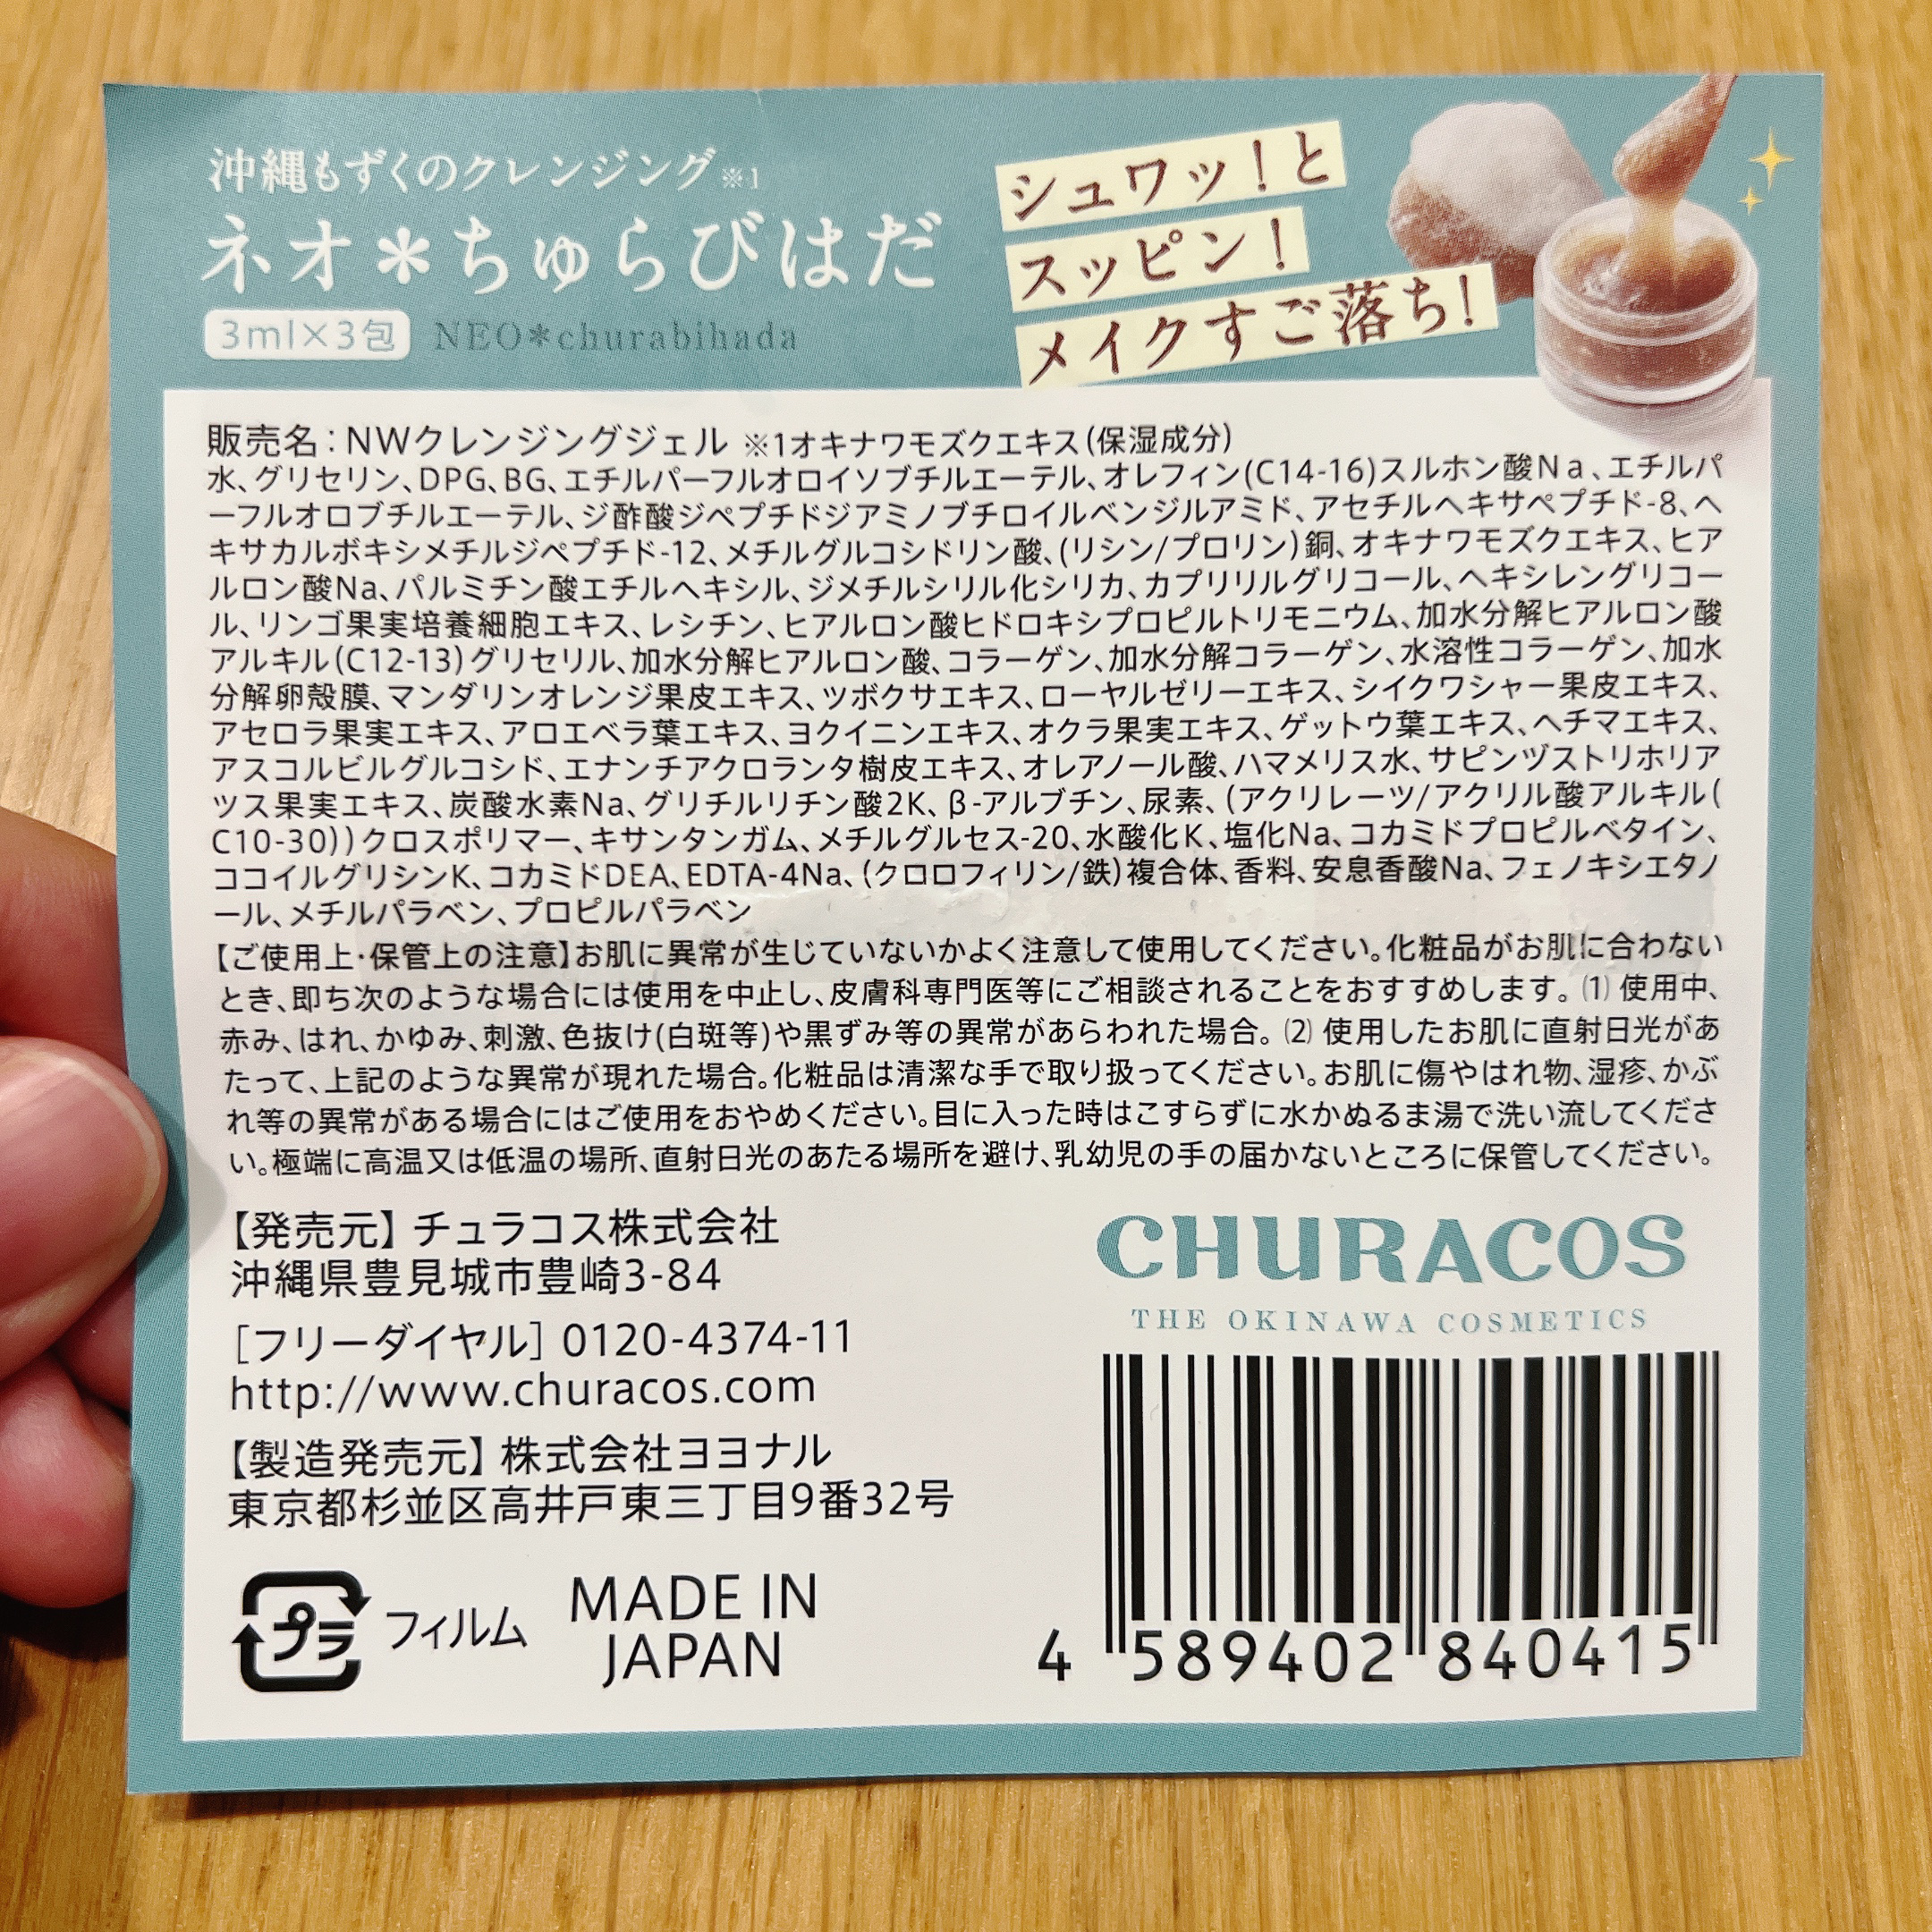 沖縄もずくのクレンジング※1
ネオ＊ちゅらびはだ
3ml×3包 NEO＊churabihada
シュワッ！と
スッピン！
メイクすご落ち！
販売名：NWクレンジングジェル ※1オキナワモズクエキス(保湿成分)
水、グリセリン、DPG、BG、エチルパーフルオロイソブチルエーテル、オレフィン(C14-16)スルホン酸Na、エチルパ
ーフルオロブチルエーテル、ジ酢酸ジペプチドジアミノブチロイルベンジルアミド、アセチルヘキサペプチド-8、ヘ
キサカルボキシメチルジペプチド-12、メチルグルコシドリン酸、(リシン/プロリン)銅、オキナワモズクエキス、ヒア
ルロン酸Na、パルミチン酸エチルヘキシル、ジメチルシリル化シリカ、カプリリルグリコール、ヘキシレングリコー
ル、リンゴ果実培養細胞エキス、レシチン、ヒアルロン酸ヒドロキシプロピルトリモニウム、加水分解ヒアルロン酸
アルキル(C12-13)グリセリル、加水分解ヒアルロン酸、コラーゲン、加水分解コラーゲン、水溶性コラーゲン、加水
分解卵殻膜、マンダリンオレンジ果皮エキス、ツボクサエキス、ローヤルゼリーエキス、シイクワシャー果皮エキス、
アセロラ果実エキス、アロエベラ葉エキス、ヨクイニンエキス、オクラ果実エキス、ゲットウ葉エキス、ヘチマエキス、
アスコルビルグルコシド、エナンチアクロランタ樹皮エキス、オレアノール酸、ハマメリス水、サピンヅストリホリア
ツス果実エキス、炭酸水素Na、グリチルリチン酸2K、β-アルブチン、尿素、(アクリレーツ/アクリル酸アルキル(
C10-30))クロスポリマー、キサンタンガム、メチルグルセス-20、水酸化K、塩化Na、コカミドプロピルベタイン、
ココイルグリシンK、コカミドDEA、EDTA-4Na、(クロロフィリン/鉄)複合体、香料、安息香酸Na、フェノキシエタノ
ール、メチルパラベン、プロピルパラベン
【ご使用上・保管上の注意】お肌に異常が生じていないかよく注意して使用してください。化粧品がお肌に合わない
とき、即ち次のような場合には使用を中止し、皮膚科専門医等にご相談されることをおすすめします。⑴ 使用中、
赤み、はれ、かゆみ、刺激、色抜け(白斑等)や黒ずみ等の異常があらわれた場合。⑵ 使用したお肌に直射日光があ
たって、上記のような異常が現れた場合。化粧品は清潔な手で取り扱ってください。お肌に傷やはれ物、湿疹、かぶ
れ等の異常がある場合にはご使用をおやめください。目に入った時はこすらずに水かぬるま湯で洗い流してくださ
い。極端に高温又は低温の場所、直射日光のあたる場所を避け、乳幼児の手の届かないところに保管してください。
【発売元】チュラコス株式会社
沖縄県豊見城市豊崎3-84
［フリーダイヤル］0120-4374-11
http://www.churacos.com
【製造発売元】株式会社ヨヨナル
東京都杉並区高井戸東三丁目9番32号
プラ フィルム
MADE IN
JAPAN
CHURACOS
THE OKINAWA COSMETICS
4 589402 840415